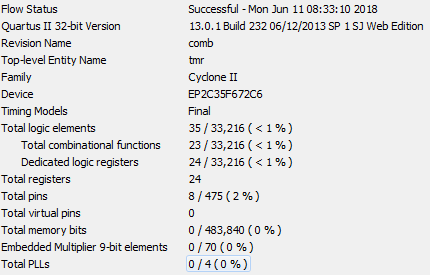 Flow Status Successful - Mon Jun 11 08:33:10 2018
Quartus II 32-bit Version 13.0.1 Build 232 06/12/2013 SP 1 SJ Web Edition
Revision Name comb
Top-level Entity Name tmr
Family Cyclone II
Device EP2C35F672C6
Timing Models Final
Total logic elements 35 / 33,216 ( < 1 % )
Total combinational functions 23 / 33,216 ( < 1 % )
Dedicated logic registers 24 / 33,216 ( < 1 % )
Total registers 24
Total pins 8 / 475 ( 2 % )
Total virtual pins 0
Total memory bits 0 / 483,840 ( 0 % )
Embedded Multiplier 9-bit elements 0 / 70 ( 0 % )
Total PLLs 0 / 4 ( 0 % )